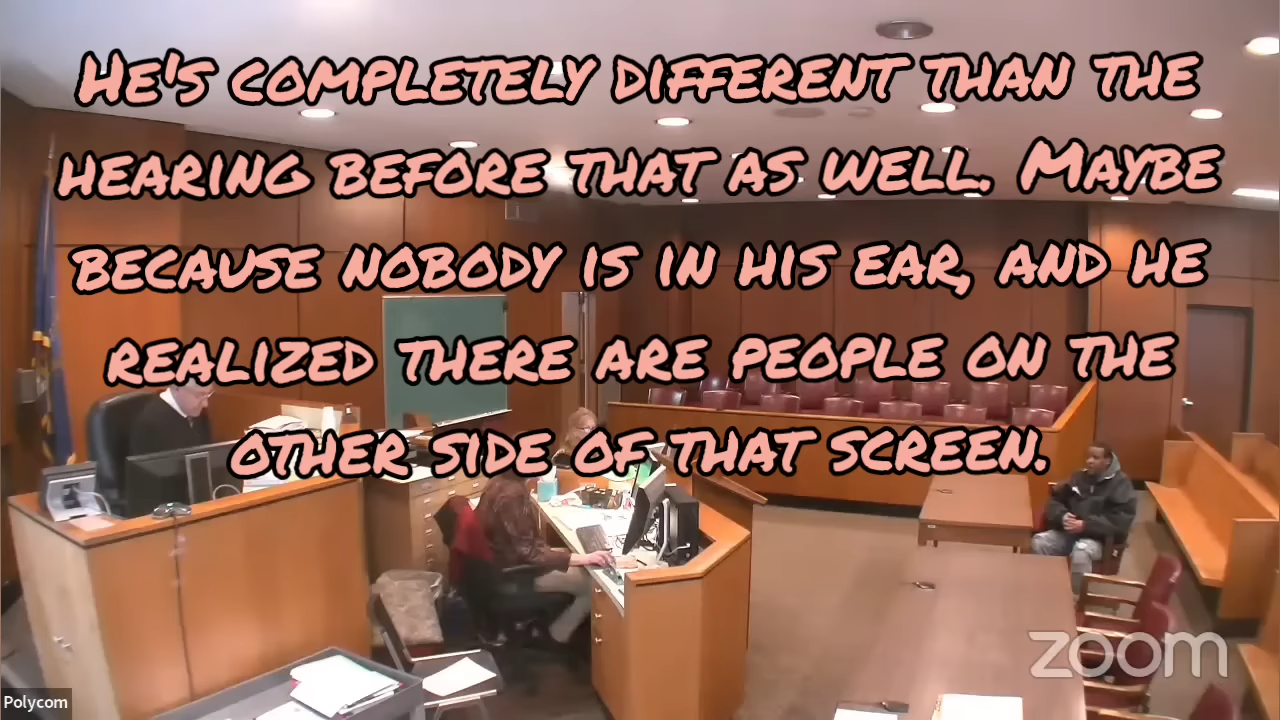 He's completely different than the
hearing before that as well. Maybe
because nobody is in his ear, and he
realized there are people on the
other side of that screen.
zoom
Polycom